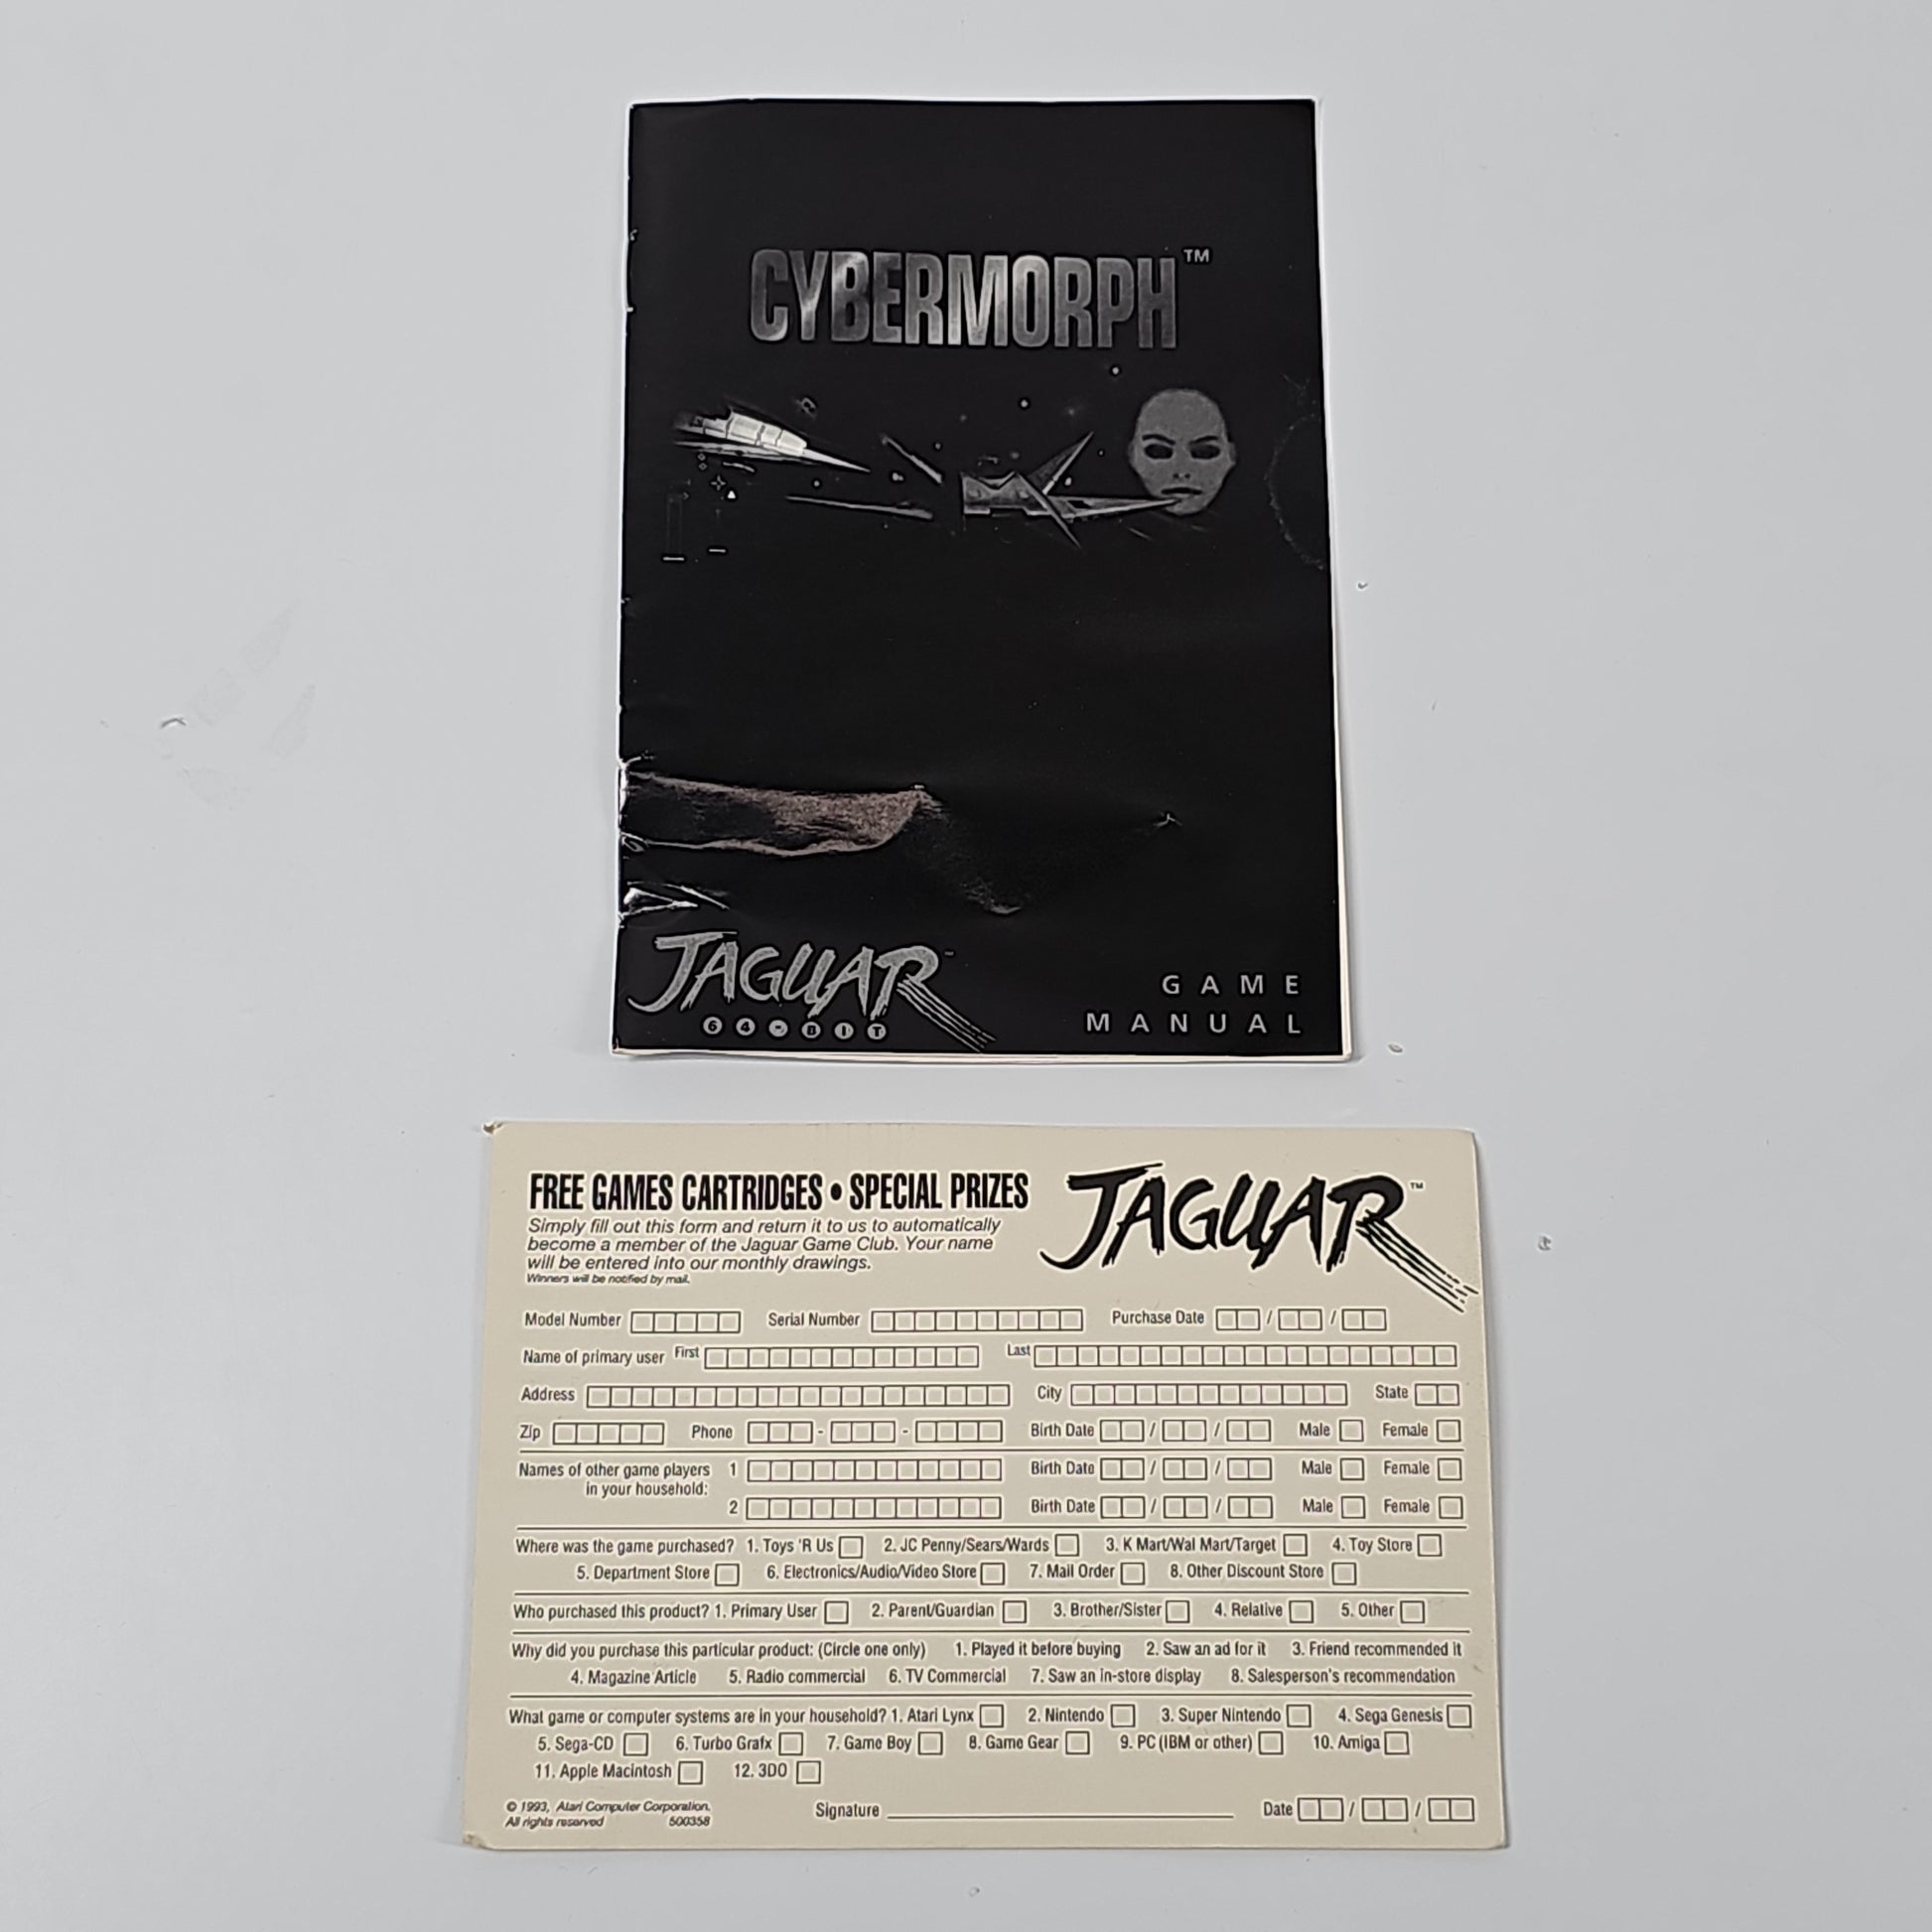 CYBERMORPH™
JAGUAR™
64-BIT
GAME
MANUAL
FREE GAMES CARTRIDGES • SPECIAL PRIZES
JAGUAR™
Simply fill out this form and return it to us to automatically
become a member of the Jaguar Game Club. Your name
will be entered into our monthly drawings.
Winners will be notified by mail.
Model Number Serial Number Purchase Date / /
Name of primary user First Last
Address City State
Zip Phone - - Birth Date / / Male Female
Names of other game players 1 Birth Date / / Male Female
in your household:
2 Birth Date / / Male Female
Where was the game purchased? 1. Toys 'R Us 2. JC Penny/Sears/Wards 3. K Mart/Wal Mart/Target 4. Toy Store
5. Department Store 6. Electronics/Audio/Video Store 7. Mail Order 8. Other Discount Store
Who purchased this product? 1. Primary User 2. Parent/Guardian 3. Brother/Sister 4. Relative 5. Other
Why did you purchase this particular product: (Circle one only) 1. Played it before buying 2. Saw an ad for it 3. Friend recommended it
4. Magazine Article 5. Radio commercial 6. TV Commercial 7. Saw an in-store display 8. Salesperson's recommendation
What game or computer systems are in your household? 1. Atari Lynx 2. Nintendo 3. Super Nintendo 4. Sega Genesis
5. Sega-CD 6. Turbo Grafx 7. Game Boy 8. Game Gear 9. PC (IBM or other) 10. Amiga
11. Apple Macintosh 12. 3DO
© 1993, Atari Computer Corporation.
All rights reserved 500358
Signature Date / /